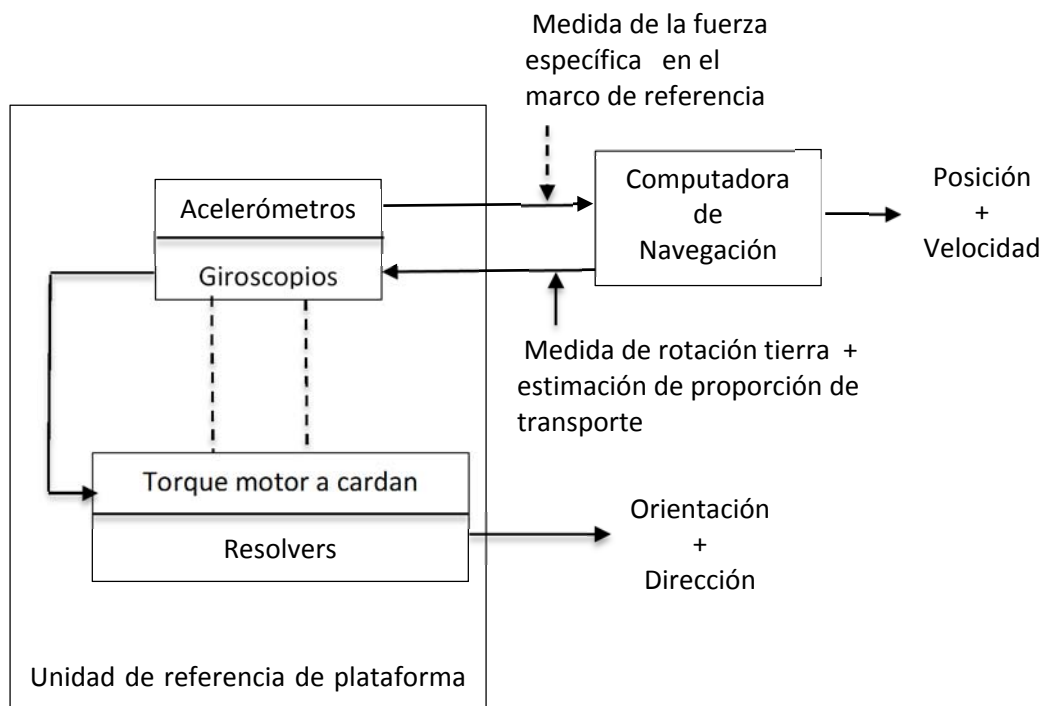 Medida de la fuerza
específica en el
marco de referencia
Acelerómetros
Giroscopios
Computadora
de
Navegación
Posición
+
Velocidad
Medida de rotación tierra +
estimación de proporción de
transporte
Torque motor a cardan
Resolvers
Orientación
+
Dirección
Unidad de referencia de plataforma